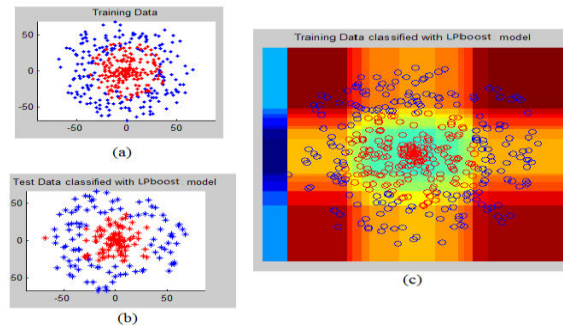 Training Data
50
0
-50
-50
0
50
(a)
Test Data classified with LPboost model
50
0
-50
-50
0
50
(b)
Training Data classified with LPboost model
(c)